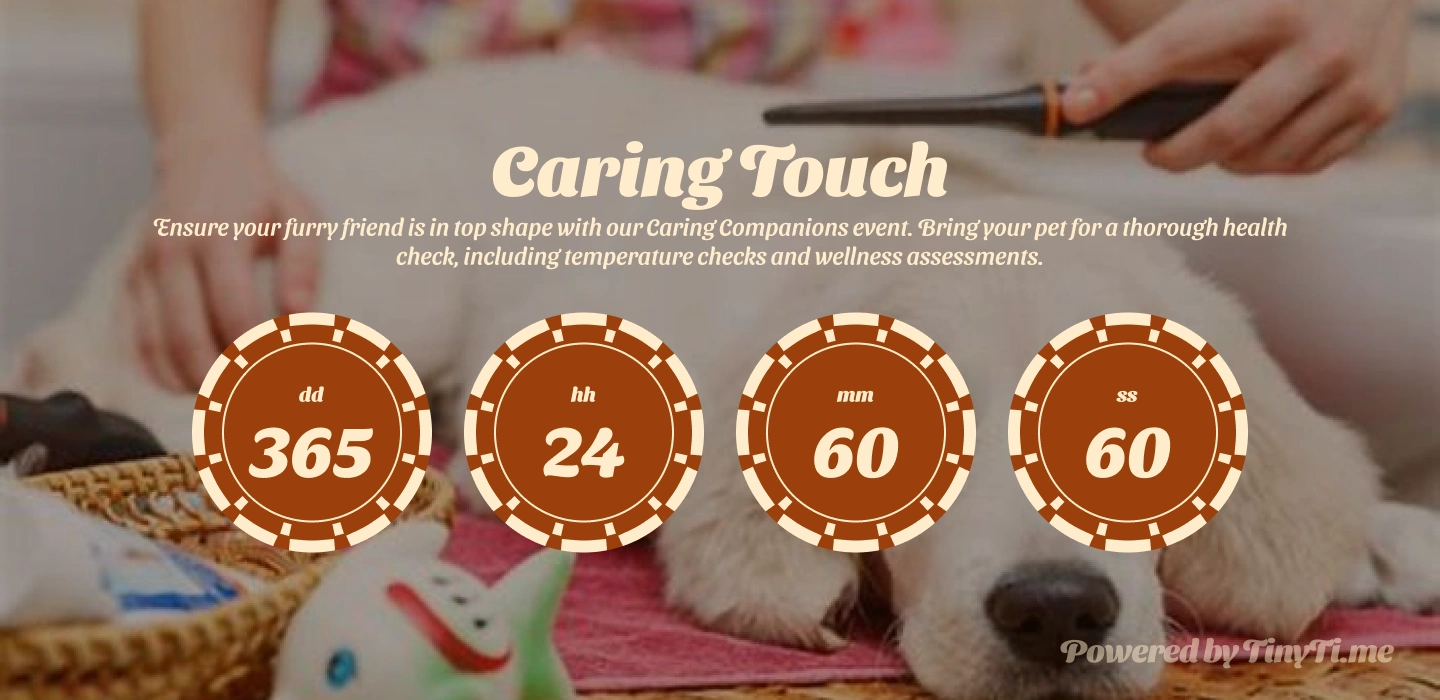 Caring Touch
Ensure your furry friend is in top shape with our Caring Companions event. Bring your pet for a thorough health
check, including temperature checks and wellness assessments.
dd hh mm ss
365 24 60 60
Powered by TinyTi.me